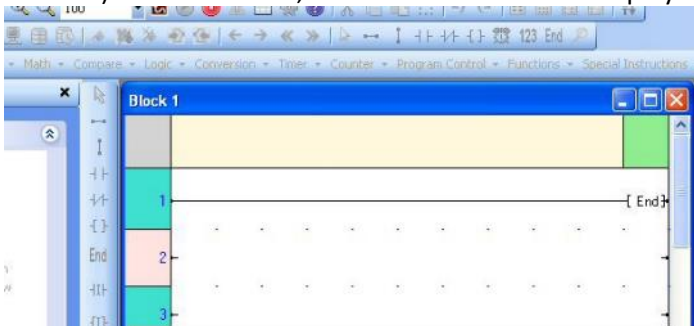 100
123 End
Math Compare Logic Conversion Timer Counter Program Control Functions Special Instructions
Block 1
1 End
End
2
3